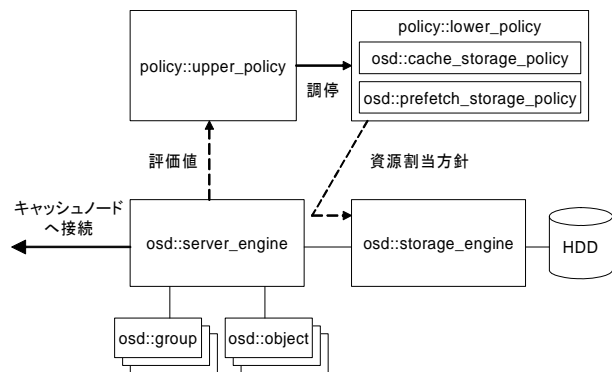 policy::upper_policy
調停
policy::lower_policy
osd::cache_storage_policy
osd::prefetch_storage_policy
評価値
資源割当方針
キャッシュノード
へ接続
osd::server_engine
osd::storage_engine
HDD
osd::group
osd::object